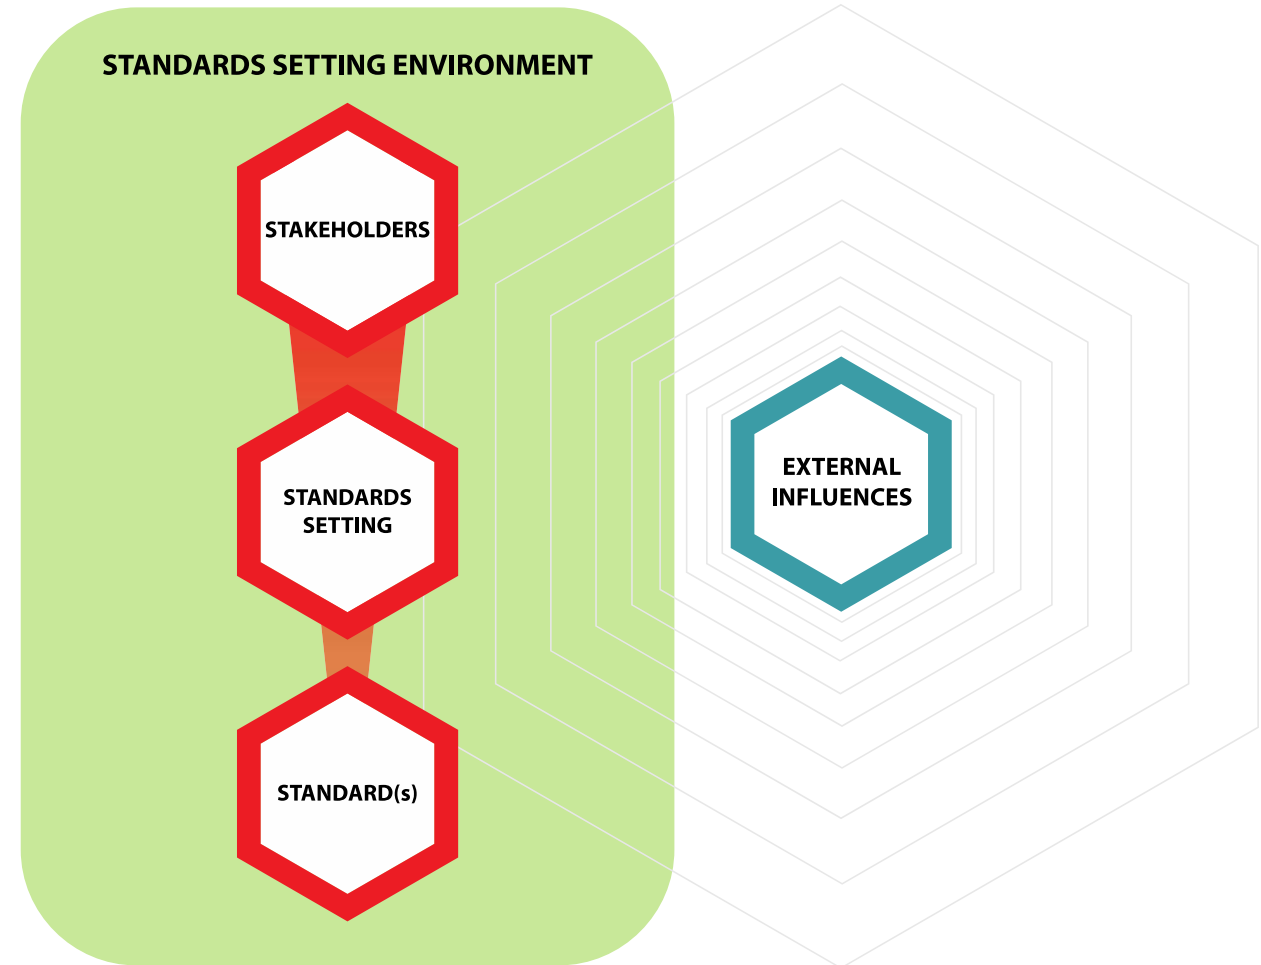 STANDARDS SETTING ENVIRONMENT
STAKEHOLDERS
STANDARDS
SETTING
STANDARD(s)
EXTERNAL
INFLUENCES